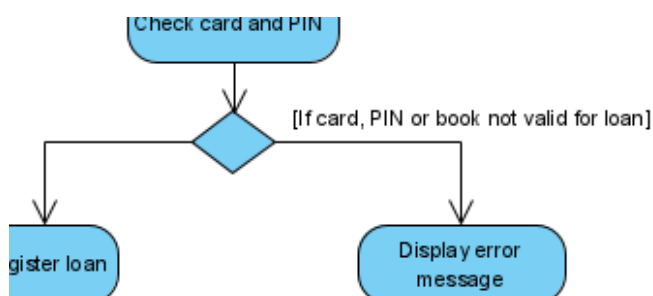 Check card and PIN
[If card, PIN or book not valid for loan]
gister loan
Display error
message